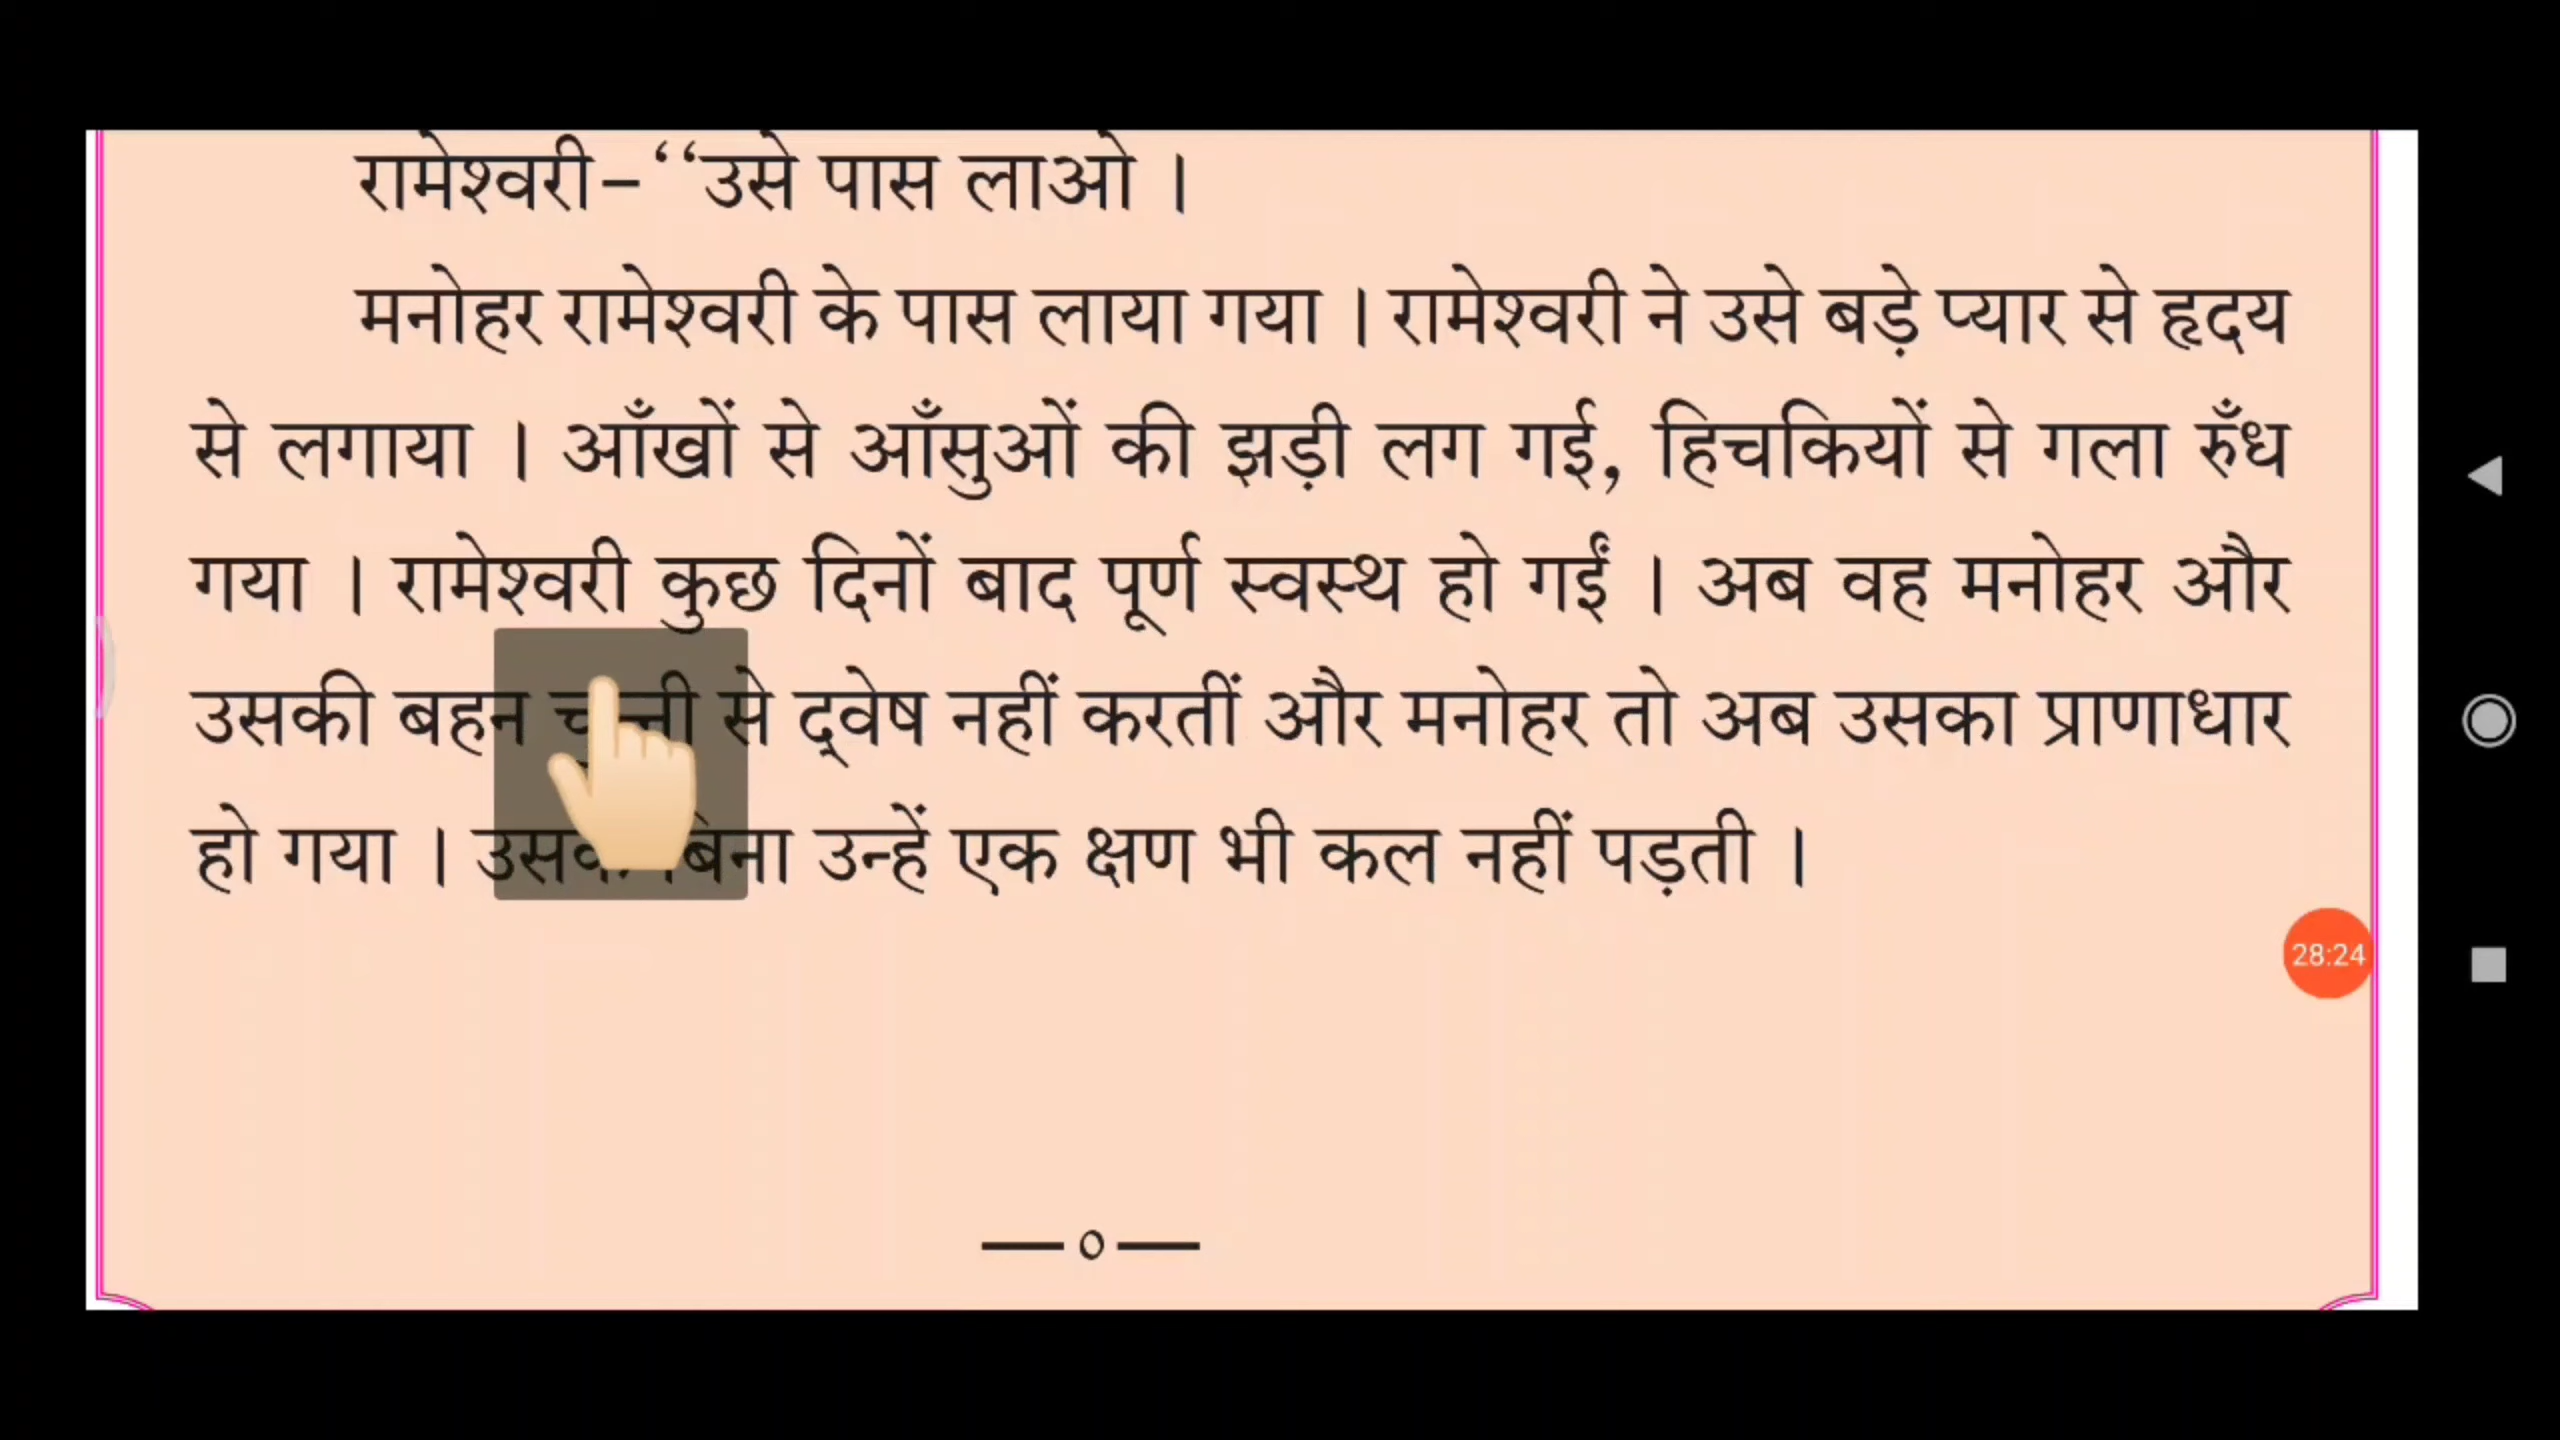 रामेश्वरी–‘‘उसे पास लाओ ।
मनोहर रामेश्वरी के पास लाया गया । रामेश्वरी ने उसे बड़े प्यार से हृदय
से लगाया । आँखों से आँसुओं की झड़ी लग गई, हिचकियों से गला रुँध
गया । रामेश्वरी कुछ दिनों बाद पूर्ण स्वस्थ हो गईं । अब वह मनोहर और
उसकी बहन से द्‌वेष नहीं करतीं और मनोहर तो अब उसका प्राणाधार
हो गया । बिना उन्हें एक क्षण भी कल नहीं पड़ती ।
28:24
— ० —